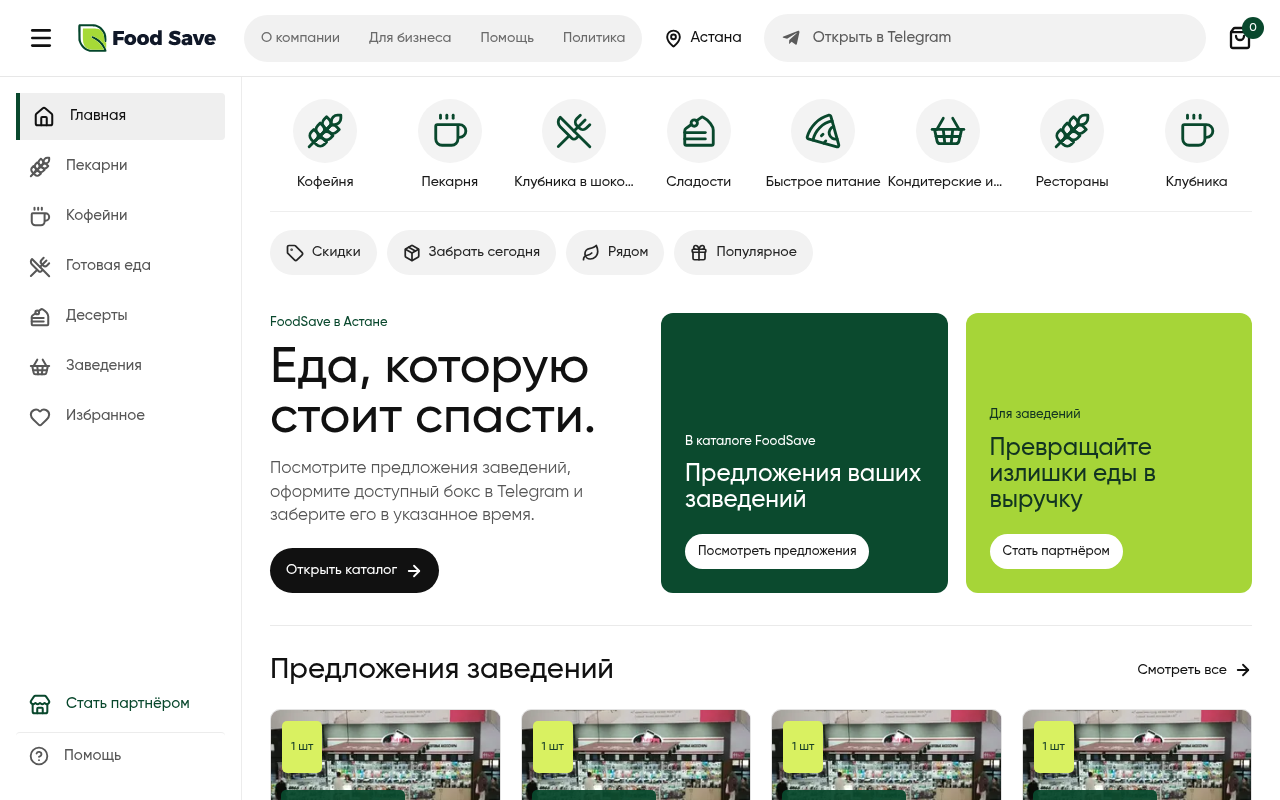 Food Save
О компании
Для бизнеса
Помощь
Политика
Астана
Открыть в Telegram
0
Главная
Пекарни
Кофейни
Готовая еда
Десерты
Заведения
Избранное
Стать партнёром
Помощь
Кофейня
Пекарня
Клубника в шоко...
Сладости
Быстрое питание
Кондитерские и...
Рестораны
Клубника
Скидки
Забрать сегодня
Рядом
Популярное
FoodSave в Астане
Еда, которую
стоит спасти.
Посмотрите предложения заведений,
оформите доступный бокс в Telegram и
заберите его в указанное время.
Открыть каталог
В каталоге FoodSave
Предложения ваших
заведений
Посмотреть предложения
Для заведений
Превращайте
излишки еды в
выручку
Стать партнёром
Предложения заведений
Смотреть все
1 шт
1 шт
1 шт
1 шт